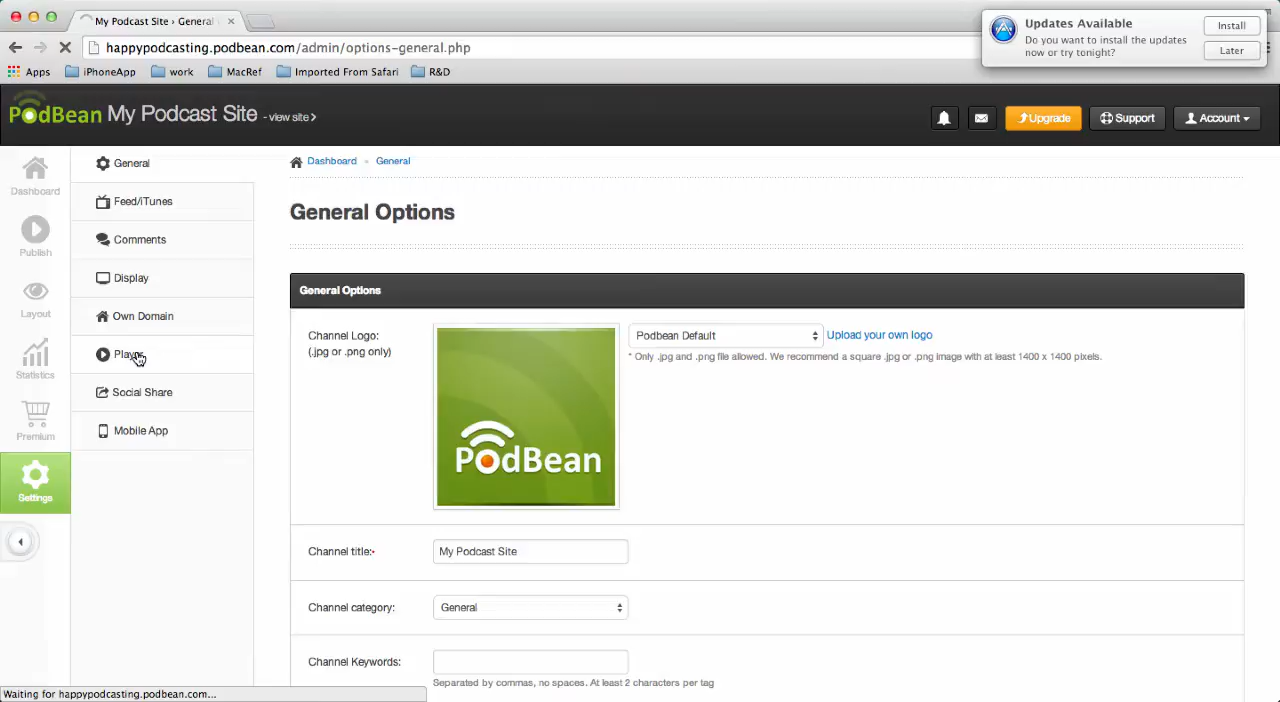 My Podcast Site › General
Updates Available
Do you want to install the updates
now or try tonight?
Install
Later
happypodcasting.podbean.com/admin/options-general.php
Apps
iPhoneApp
work
MacRef
Imported From Safari
R&D
PodBean My Podcast Site - view site ›
Upgrade
Support
Account
Dashboard
Publish
Layout
Statistics
Premium
Settings
General
Feed/iTunes
Comments
Display
Own Domain
Social Share
Mobile App
Dashboard
General
General Options
General Options
Channel Logo:
(.jpg or .png only)
PodBean
Podbean Default
Upload your own logo
* Only .jpg and .png file allowed. We recommend a square .jpg or .png image with at least 1400 x 1400 pixels.
Channel title:*
My Podcast Site
Channel category:
General
Channel Keywords:
Separated by commas, no spaces. At least 2 characters per tag
Waiting for happypodcasting.podbean.com...